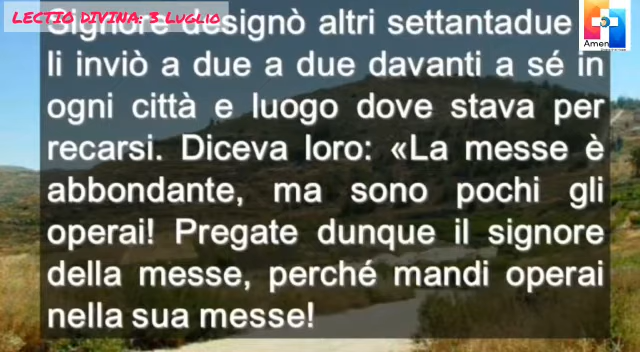 LECTIO DIVINA: 3 LUGLIO
Signore designò altri settantadue
li inviò a due a due davanti a sé in
ogni città e luogo dove stava per
recarsi. Diceva loro: «La messe è
abbondante, ma sono pochi gli
operai! Pregate dunque il signore
della messe, perché mandi operai
nella sua messe!
Amen